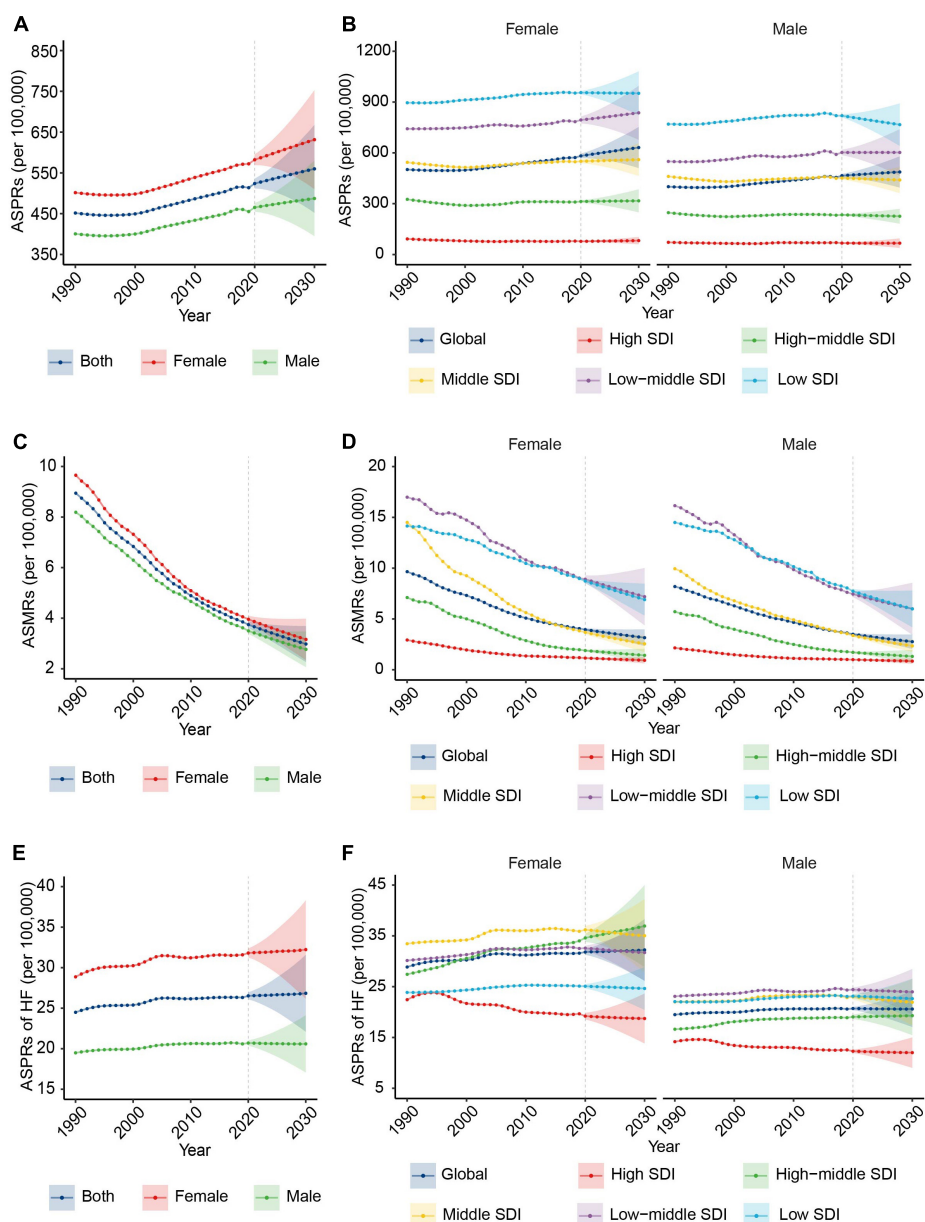 A
ASPRs (per 100,000)
850
750
650
550
450
350
1990
2000
2010
2020
2030
Year
Both
Female
Male
B
Female
Male
ASPRs (per 100,000)
1200
900
600
300
0
1990
2000
2010
2020
2030
1990
2000
2010
2020
2030
Year
Global
High SDI
High−middle SDI
Middle SDI
Low−middle SDI
Low SDI
C
ASMRs (per 100,000)
10
8
6
4
2
1990
2000
2010
2020
2030
Year
Both
Female
Male
D
Female
Male
ASMRs (per 100,000)
20
15
10
5
0
1990
2000
2010
2020
2030
1990
2000
2010
2020
2030
Year
Global
High SDI
High−middle SDI
Middle SDI
Low−middle SDI
Low SDI
E
ASPRs of HF (per 100,000)
40
35
30
25
20
15
1990
2000
2010
2020
2030
Year
Both
Female
Male
F
Female
Male
ASPRs of HF (per 100,000)
45
35
25
15
5
1990
2000
2010
2020
2030
1990
2000
2010
2020
2030
Year
Global
High SDI
High−middle SDI
Middle SDI
Low−middle SDI
Low SDI